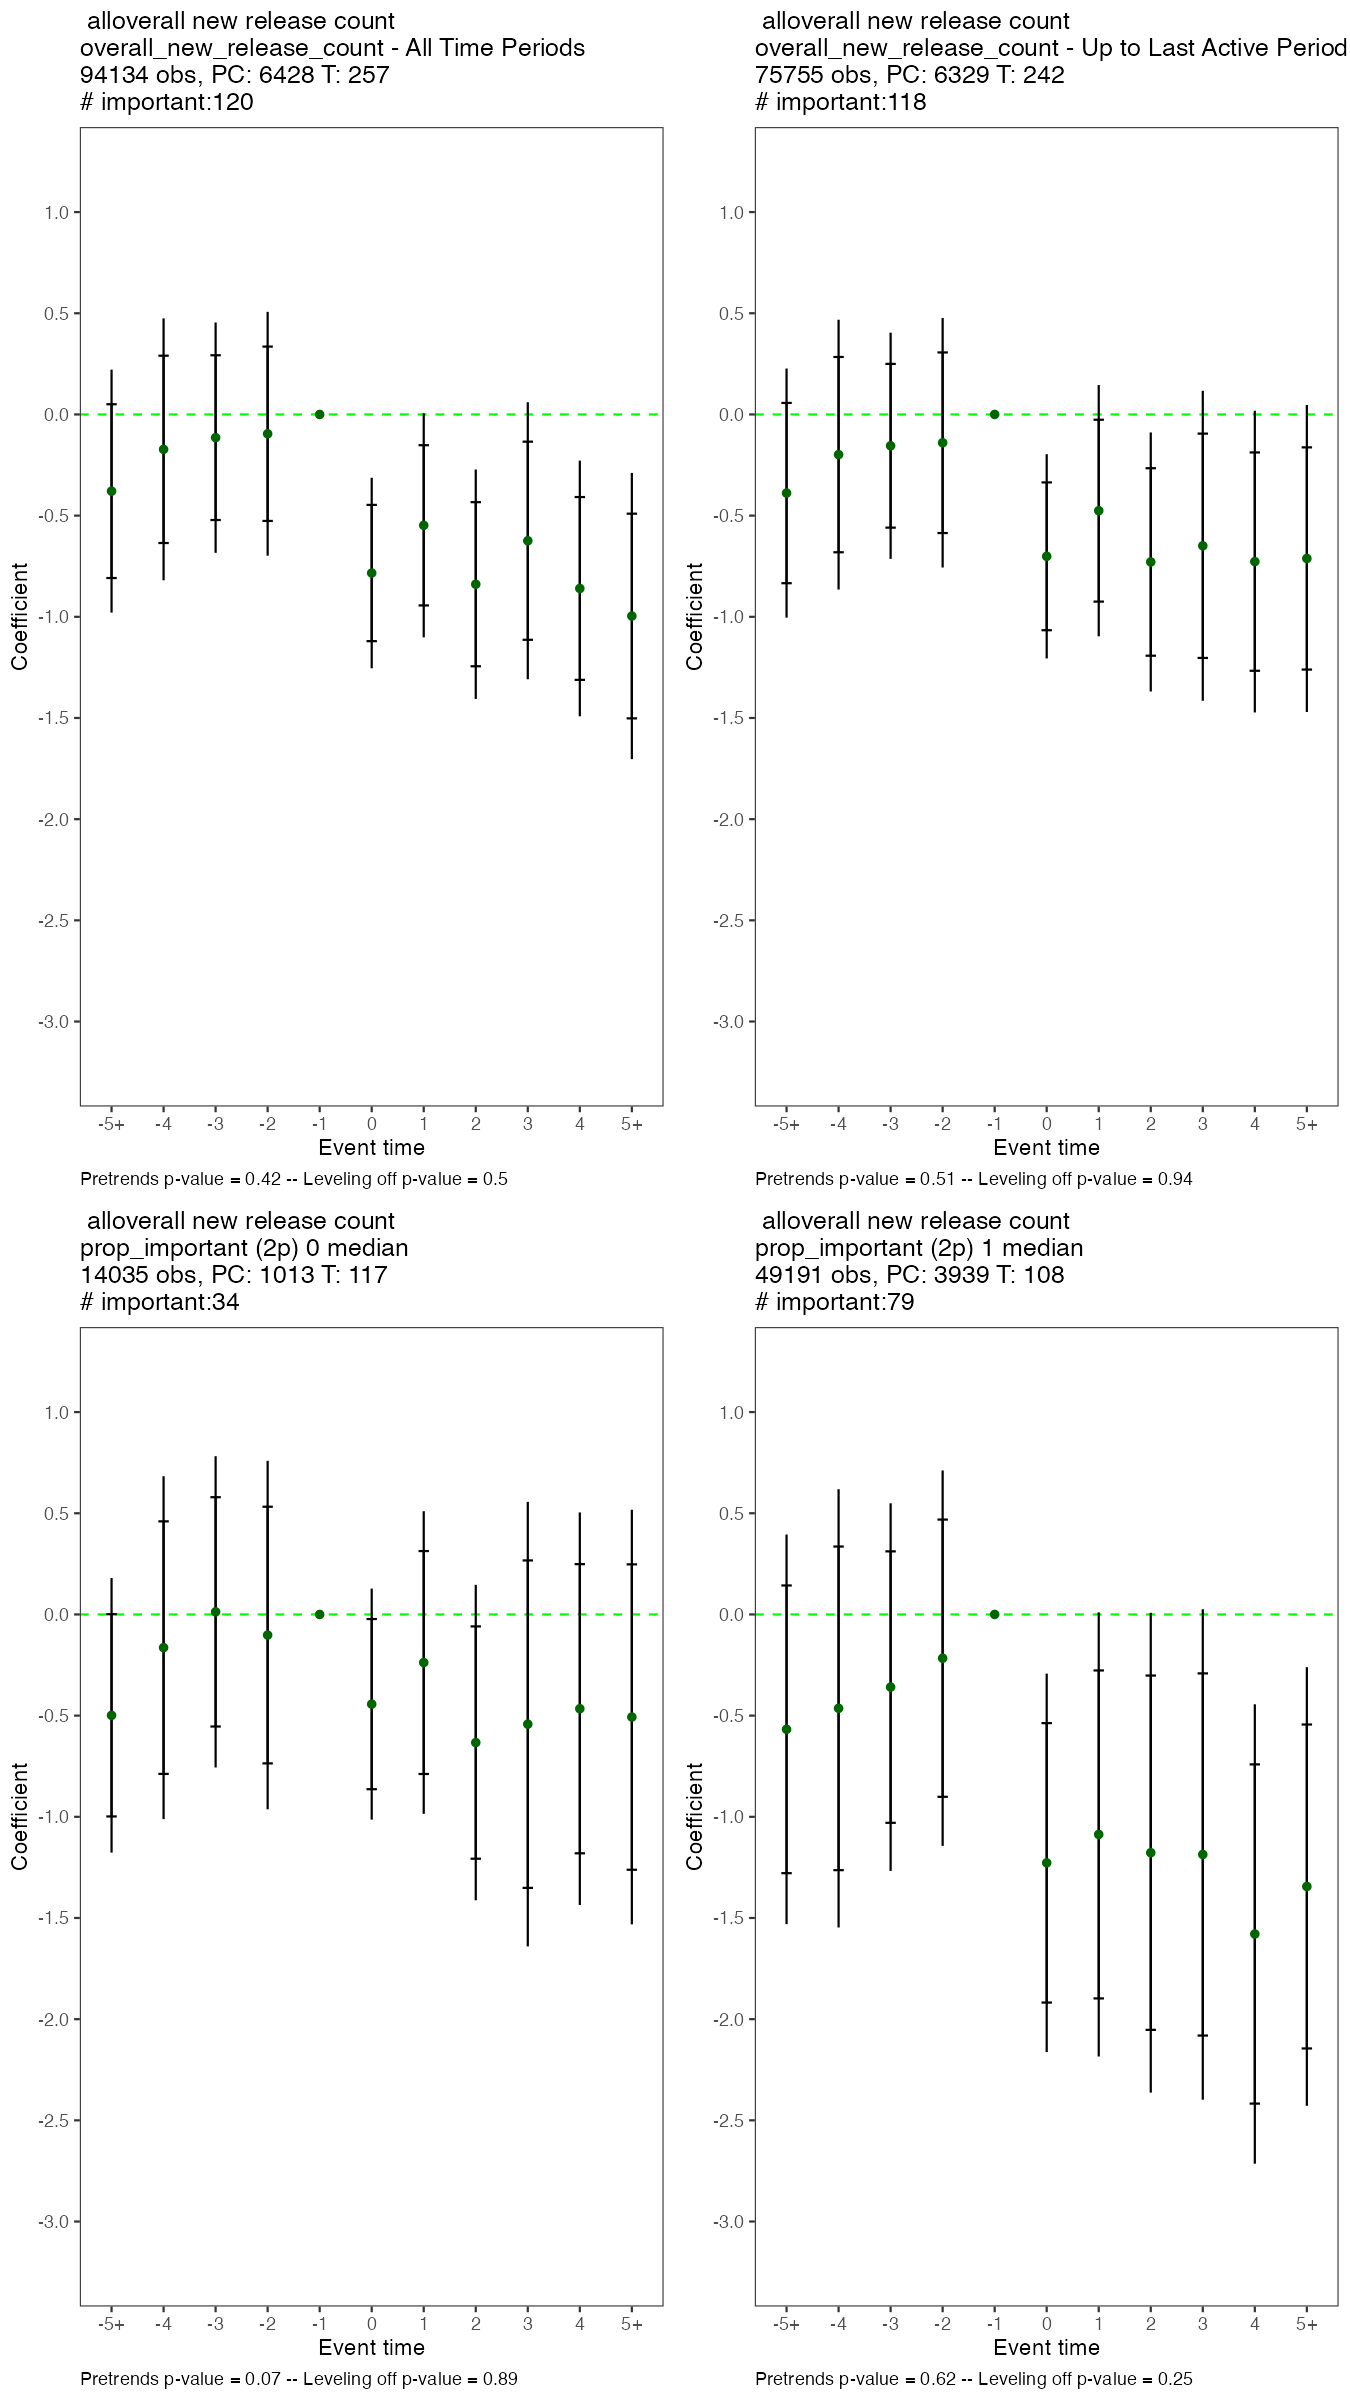 alloverall new release count
overall_new_release_count - All Time Periods
94134 obs, PC: 6428 T: 257
# important:120
Coefficient
1.0
0.5
0.0
-0.5
-1.0
-1.5
-2.0
-2.5
-3.0
-5+ -4 -3 -2 -1 0 1 2 3 4 5+
Event time
Pretrends p-value = 0.42 -- Leveling off p-value = 0.5
alloverall new release count
overall_new_release_count - Up to Last Active Period
75755 obs, PC: 6329 T: 242
# important:118
Coefficient
1.0
0.5
0.0
-0.5
-1.0
-1.5
-2.0
-2.5
-3.0
-5+ -4 -3 -2 -1 0 1 2 3 4 5+
Event time
Pretrends p-value = 0.51 -- Leveling off p-value = 0.94
alloverall new release count
prop_important (2p) 0 median
14035 obs, PC: 1013 T: 117
# important:34
Coefficient
1.0
0.5
0.0
-0.5
-1.0
-1.5
-2.0
-2.5
-3.0
-5+ -4 -3 -2 -1 0 1 2 3 4 5+
Event time
Pretrends p-value = 0.07 -- Leveling off p-value = 0.89
alloverall new release count
prop_important (2p) 1 median
49191 obs, PC: 3939 T: 108
# important:79
Coefficient
1.0
0.5
0.0
-0.5
-1.0
-1.5
-2.0
-2.5
-3.0
-5+ -4 -3 -2 -1 0 1 2 3 4 5+
Event time
Pretrends p-value = 0.62 -- Leveling off p-value = 0.25